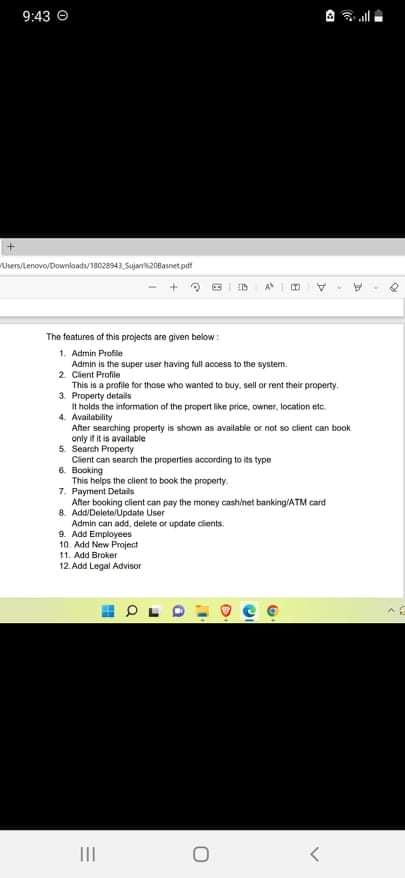 9:43
+
/Users/Lenovo/Downloads/18028943_Sujan%20Basnet.pdf
The features of this projects are given below :
1. Admin Profile
Admin is the super user having full access to the system.
2. Client Profile
This is a profile for those who wanted to buy, sell or rent their property.
3. Property details
It holds the information of the propert like price, owner, location etc.
4. Availability
After searching property is shown as available or not so client can book
only if it is available
5. Search Property
Client can search the properties according to its type
6. Booking
This helps the client to book the property.
7. Payment Details
After booking client can pay the money cash/net banking/ATM card
8. Add/Delete/Update User
Admin can add, delete or update clients.
9. Add Employees
10. Add New Project
11. Add Broker
12. Add Legal Advisor